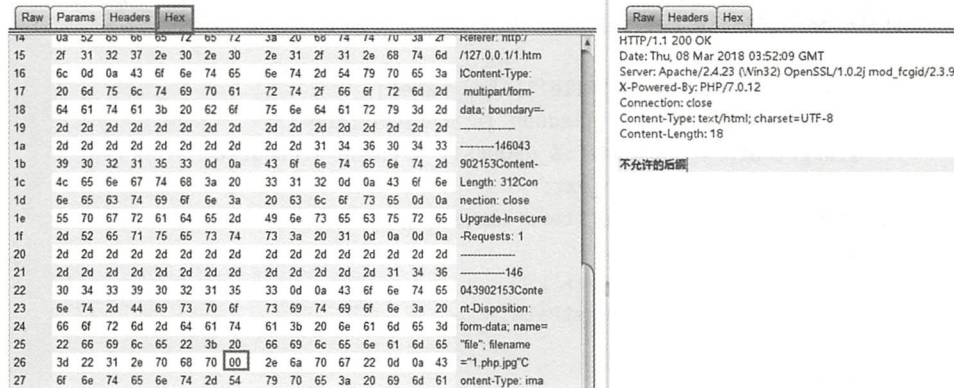 Raw Params Headers Hex
14 0a 52 65 66 65 72 65 72 3a 20 68 74 74 70 3a 2f Referer: http:/
15 2f 31 32 37 2e 30 2e 30 2e 31 2f 31 2e 68 74 6d /127.0.0.1/1.htm
16 6c 0d 0a 43 6f 6e 74 65 6e 74 2d 54 79 70 65 3a lContent-Type:
17 20 6d 75 6c 74 69 70 61 72 74 2f 66 6f 72 6d 2d multipart/form-
18 64 61 74 61 3b 20 62 6f 75 6e 64 61 72 79 3d 2d data; boundary=-
19 2d 2d 2d 2d 2d 2d 2d 2d 2d 2d 2d 2d 2d 2d 2d 2d ----------------
1a 2d 2d 2d 2d 2d 2d 2d 2d 2d 2d 31 34 36 30 34 33 ----------146043
1b 39 30 32 31 35 33 0d 0a 43 6f 6e 74 65 6e 74 2d 902153Content-
1c 4c 65 6e 67 74 68 3a 20 33 31 32 0d 0a 43 6f 6e Length: 312Con
1d 6e 65 63 74 69 6f 6e 3a 20 63 6c 6f 73 65 0d 0a nection: close
1e 55 70 67 72 61 64 65 2d 49 6e 73 65 63 75 72 65 Upgrade-Insecure
1f 2d 52 65 71 75 65 73 74 73 3a 20 31 0d 0a 0d 0a -Requests: 1
20 2d 2d 2d 2d 2d 2d 2d 2d 2d 2d 2d 2d 2d 2d 2d 2d ----------------
21 2d 2d 2d 2d 2d 2d 2d 2d 2d 2d 2d 2d 2d 31 34 36 -------------146
22 30 34 33 39 30 32 31 35 33 0d 0a 43 6f 6e 74 65 043902153Conte
23 6e 74 2d 44 69 73 70 6f 73 69 74 69 6f 6e 3a 20 nt-Disposition:
24 66 6f 72 6d 2d 64 61 74 61 3b 20 6e 61 6d 65 3d form-data; name=
25 22 66 69 6c 65 22 3b 20 66 69 6c 65 6e 61 6d 65 "file"; filename
26 3d 22 31 2e 70 68 70 00 2e 6a 70 67 22 0d 0a 43 ="1.php.jpg"C
27 6f 6e 74 65 6e 74 2d 54 79 70 65 3a 20 69 6d 61 ontent-Type: ima
Raw Headers Hex
HTTP/1.1 200 OK
Date: Thu, 08 Mar 2018 03:52:09 GMT
Server: Apache/2.4.23 (Win32) OpenSSL/1.0.2j mod_fcgid/2.3.9
X-Powered-By: PHP/7.0.12
Connection: close
Content-Type: text/html; charset=UTF-8
Content-Length: 18
不允许的后缀